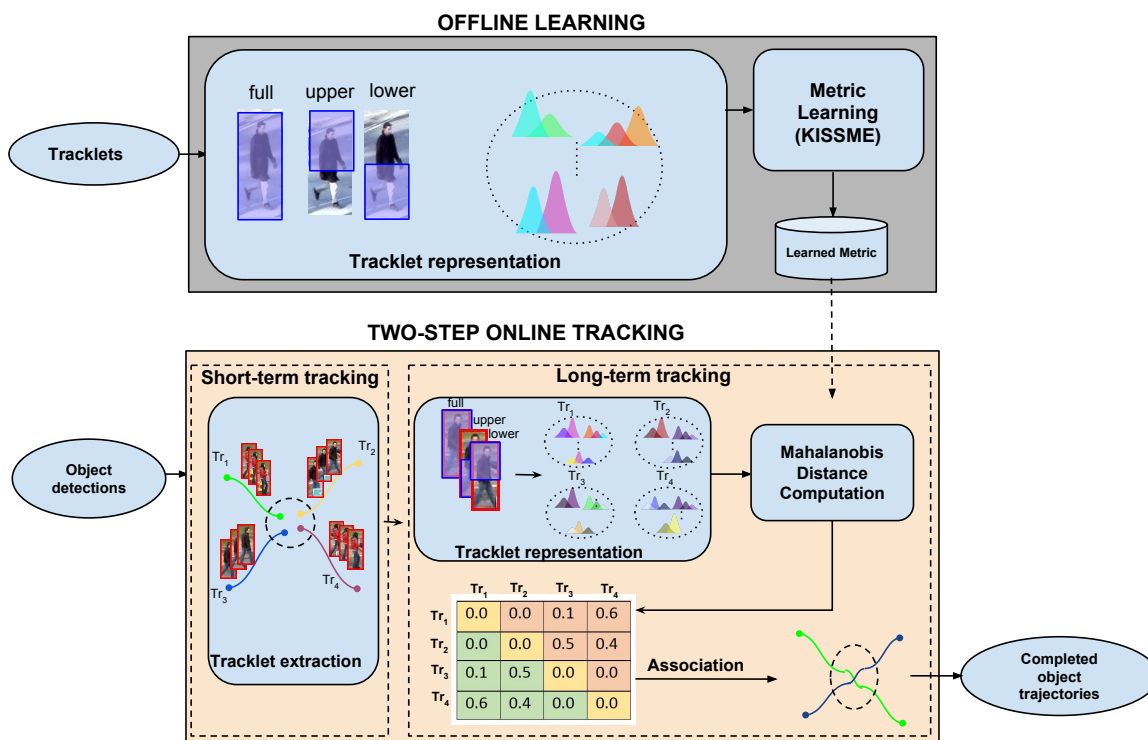 OFFLINE LEARNING
full upper lower
Tracklets
Tracklet representation
Metric
Learning
(KISSME)
Learned Metric
TWO-STEP ONLINE TRACKING
Short-term tracking
Long-term tracking
Object
detections
Tr1
Tr2
Tr3
Tr4
Tracklet extraction
full
upper
lower
Tr1
Tr2
Tr3
Tr4
Tracklet representation
Mahalanobis
Distance
Computation
Tr1 Tr2 Tr3 Tr4
Tr1 0.0 0.0 0.1 0.6
Tr2 0.0 0.0 0.5 0.4
Tr3 0.1 0.5 0.0 0.0
Tr4 0.6 0.4 0.0 0.0
Association
Completed
object
trajectories